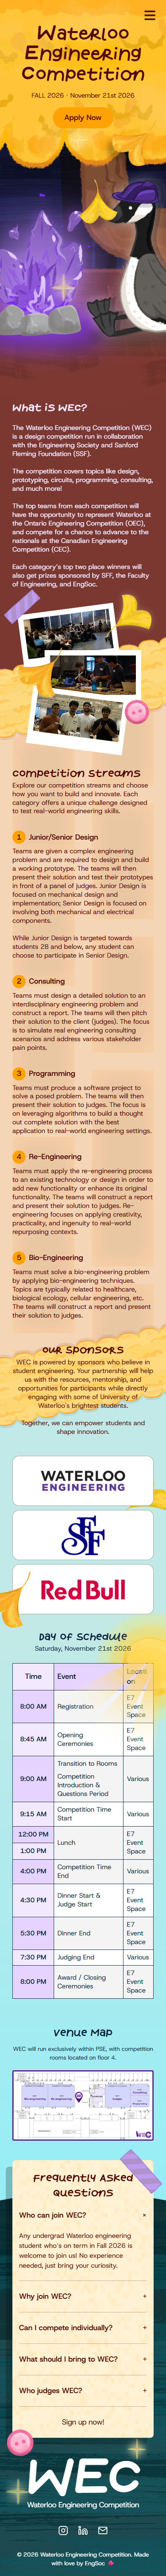 Waterloo
Engineering
Competition
FALL 2026 · November 21st 2026
Apply Now
What is WEC?
The Waterloo Engineering Competition (WEC)
is a design competition run in collaboration
with the Engineering Society and Sanford
Fleming Foundation (SSF).
The competition covers topics like design,
prototyping, circuits, programming, consulting,
and much more!
The top teams from each competition will
have the opportunity to represent Waterloo at
the Ontario Engineering Competition (OEC),
and compete for a chance to advance to the
nationals at the Canadian Engineering
Competition (CEC).
Each category's top two place winners will
also get prizes sponsored by SFF, the Faculty
of Engineering, and EngSoc.
Competition Streams
Explore our competition streams and choose
how you want to build and innovate. Each
category offers a unique challenge designed
to test real-world engineering skills.
1 Junior/Senior Design
Teams are given a complex engineering
problem and are required to design and build
a working prototype. The teams will then
present their solution and test their prototypes
in front of a panel of judges. Junior Design is
focused on mechanical design and
implementation; Senior Design is focused on
involving both mechanical and electrical
components.
While Junior Design is targeted towards
students 2B and below, any student can
choose to participate in Senior Design.
2 Consulting
Teams must design a detailed solution to an
interdisciplinary engineering problem and
construct a report. The teams will then pitch
their solution to the client (judges). The focus
is to simulate real engineering consulting
scenarios and address various stakeholder
pain points.
3 Programming
Teams must produce a software project to
solve a posed problem. The teams will then
present their solution to judges. The focus is
on leveraging algorithms to build a thought
out complete solution with the best
application to real-world engineering settings.
4 Re-Engineering
Teams must apply the re-engineering process
to an existing technology or design in order to
add new functionality or enhance its original
functionality. The teams will construct a report
and present their solution to judges. Re-
engineering focuses on applying creativity,
practicality, and ingenuity to real-world
repurposing contexts.
5 Bio-Engineering
Teams must solve a bio-engineering problem
by applying bio-engineering techniques.
Topics are typically related to healthcare,
biological ecology, cellular engineering, etc.
The teams will construct a report and present
their solution to judges.
Our Sponsors
WEC is powered by sponsors who believe in
student engineering. Your partnership will help
us with the resources, mentorship, and
opportunities for participants while directly
engaging with some of University of
Waterloo's brightest students.
Together, we can empower students and
shape innovation.
WATERLOO
ENGINEERING
SFF
Red Bull
Day of Schedule
Saturday, November 21st 2026
Time Event Location
8:00 AM Registration E7 Event Space
8:45 AM Opening Ceremonies E7 Event Space
9:00 AM Transition to Rooms Competition Introduction & Questions Period Various
9:15 AM Competition Time Start Various
12:00 PM
1:00 PM Lunch E7 Event Space
4:00 PM Competition Time End Various
4:30 PM Dinner Start & Judge Start E7 Event Space
5:30 PM Dinner End E7 Event Space
7:30 PM Judging End Various
8:00 PM Award / Closing Ceremonies E7 Event Space
Venue Map
WEC will run exclusively within PSE, with competition
rooms located on floor 4.
WEC
Frequently Asked
Questions
Who can join WEC? ×
Any undergrad Waterloo engineering
student who's on term in Fall 2026 is
welcome to join us! No experience
needed, just bring your curiosity.
Why join WEC? +
Can I compete individually? +
What should I bring to WEC? +
Who judges WEC? +
Sign up now!
WEC
Waterloo Engineering Competition
© 2026 Waterloo Engineering Competition. Made
with love by EngSoc